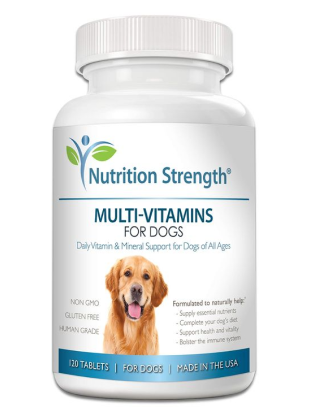 Nutrition Strength®
MULTI-VITAMINS
FOR DOGS
Daily Vitamin & Mineral Support for Dogs of All Ages
NON GMO
GLUTEN FREE
HUMAN GRADE
Formulated to naturally help:*
- Supply essential nutrients
- Complete your dog's diet
- Support health and vitality
- Bolster the immune system
120 TABLETS | FOR DOGS | MADE IN THE USA